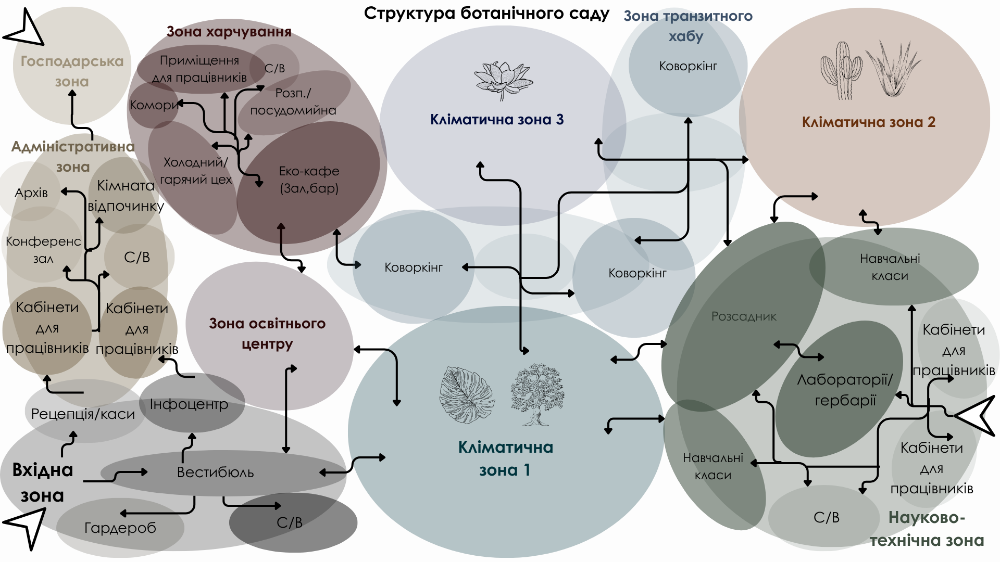 Структура ботанічного саду
Господарська
зона
Зона харчування
Приміщення
для працівників
С/В
Розп./
посудомийна
Комори
Холодний/
гарячий цех
Еко-кафе
(Зал,бар)
Кліматична зона 3
Зона транзитного
хабу
Коворкінг
Кліматична зона 2
Адміністративна
зона
Архів
Кімната
відпочинку
Конференс
зал
С/В
Кабінети
для
працівників
Кабінети
для
працівників
Зона освітнього
центру
Коворкінг
Коворкінг
Розсадник
Навчальні
класи
Кабінети
для
працівників
Лабораторії/
гербарії
Рецепція/каси
Інфоцентр
Вхідна
зона
Вестибюль
Гардероб
С/В
Кліматична
зона 1
Навчальні
класи
Кабінети
для
працівників
С/В
Науково-
технічна зона